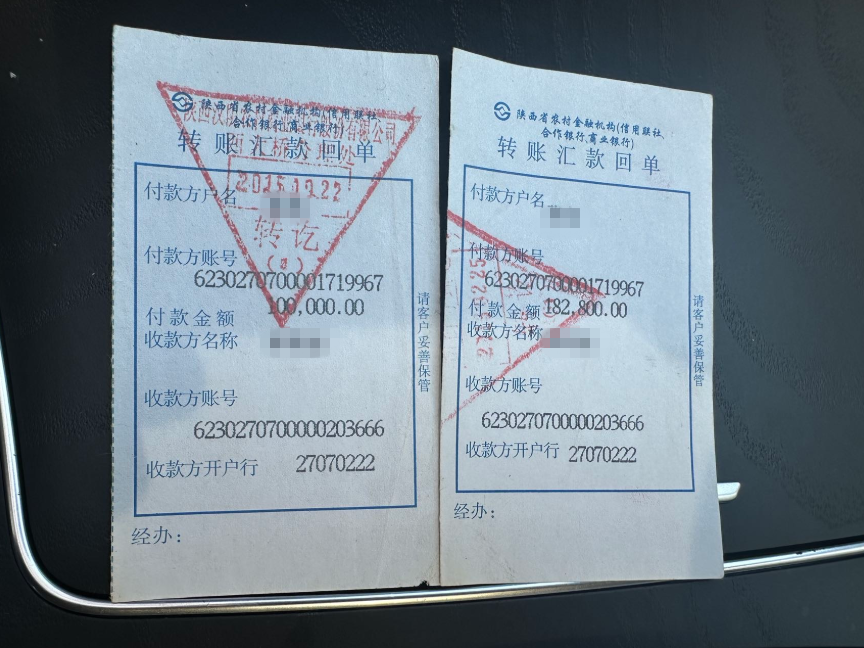 陕西省农村金融机构(信用联社、
合作银行、商业银行)
转账汇款回单
2015.10.22
转讫
付款方户名
付款方账号
6230270700001719967
付款金额 100,000.00
收款方名称
收款方账号
6230270700000203666
收款方开户行 27070222
经办：
请客户妥善保管
陕西省农村金融机构(信用联社、
合作银行、商业银行)
转账汇款回单
付款方户名
付款方账号
6230270700001719967
付款金额 182,800.00
收款方名称
收款方账号
6230270700000203666
收款方开户行 27070222
经办：
请客户妥善保管